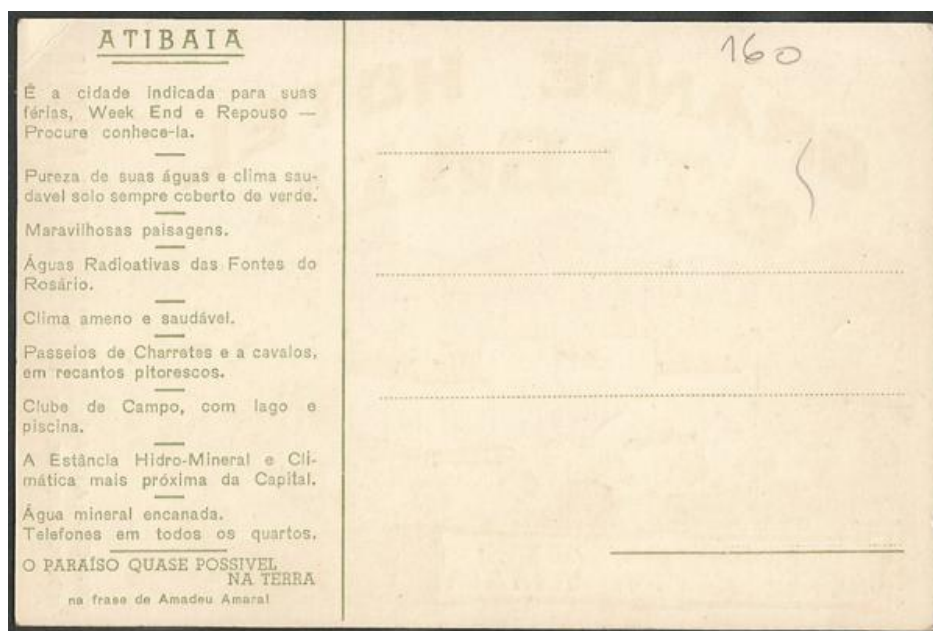 ATIBAIA
É a cidade indicada para suas
férias, Week End e Repouso —
Procure conhece-la.
Pureza de suas águas e clima sau-
davel solo sempre coberto de verde.
Maravilhosas paisagens.
Águas Radioativas das Fontes do
Rosário.
Clima ameno e saudável.
Passeios de Charretes e a cavalos,
em recantos pitorescos.
Clube de Campo, com lago e
piscina.
A Estância Hidro-Mineral e Cli-
mática mais próxima da Capital.
Água mineral encanada.
Telefones em todos os quartos.
O PARAÍSO QUASE POSSIVEL
NA TERRA
na frase de Amadeu Amaral
160